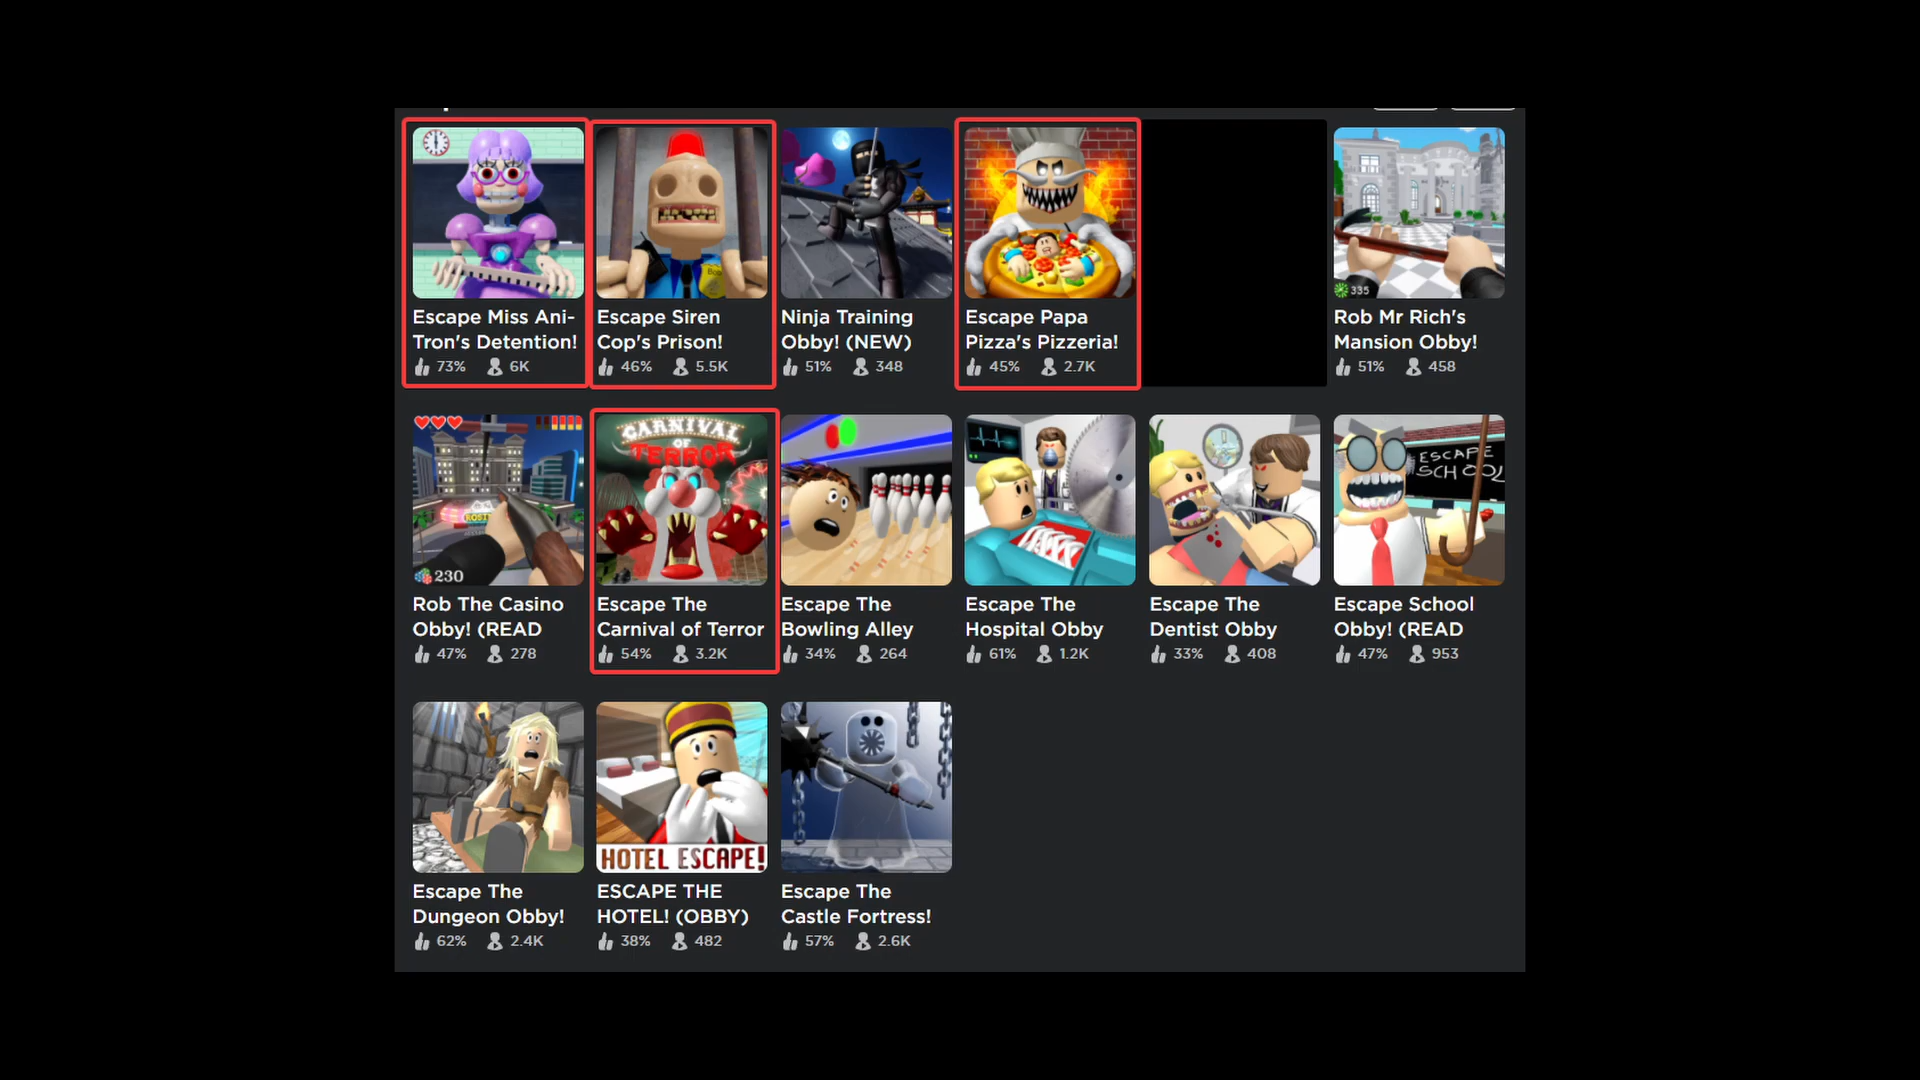 Escape Miss Ani-
Tron's Detention!
73% 6K
Escape Siren
Cop's Prison!
46% 5.5K
Ninja Training
Obby! (NEW)
51% 348
Escape Papa
Pizza's Pizzeria!
45% 2.7K
335
Rob Mr Rich's
Mansion Obby!
51% 458
230
Rob The Casino
Obby! (READ
47% 278
CARNIVAL
OF
TERROR
Escape The
Carnival of Terror
54% 3.2K
Escape The
Bowling Alley
34% 264
Escape The
Hospital Obby
61% 1.2K
Escape The
Dentist Obby
33% 408
ESCAPE
SCHOOL
Escape School
Obby! (READ
47% 953
Escape The
Dungeon Obby!
62% 2.4K
HOTEL ESCAPE!
ESCAPE THE
HOTEL! (OBBY)
38% 482
Escape The
Castle Fortress!
57% 2.6K